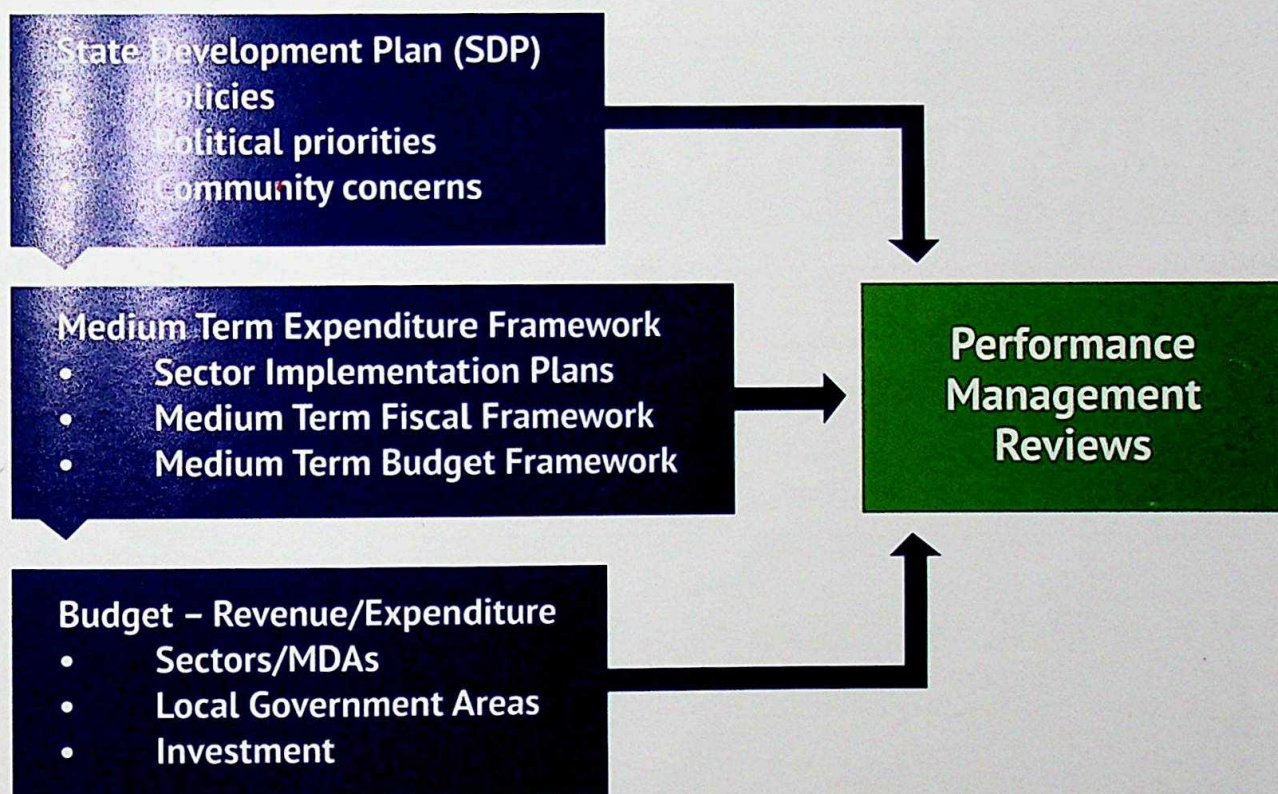 State Development Plan (SDP)
• Policies
• Political priorities
• Community concerns
Medium Term Expenditure Framework
• Sector Implementation Plans
• Medium Term Fiscal Framework
• Medium Term Budget Framework
Performance
Management
Reviews
Budget – Revenue/Expenditure
• Sectors/MDAs
• Local Government Areas
• Investment